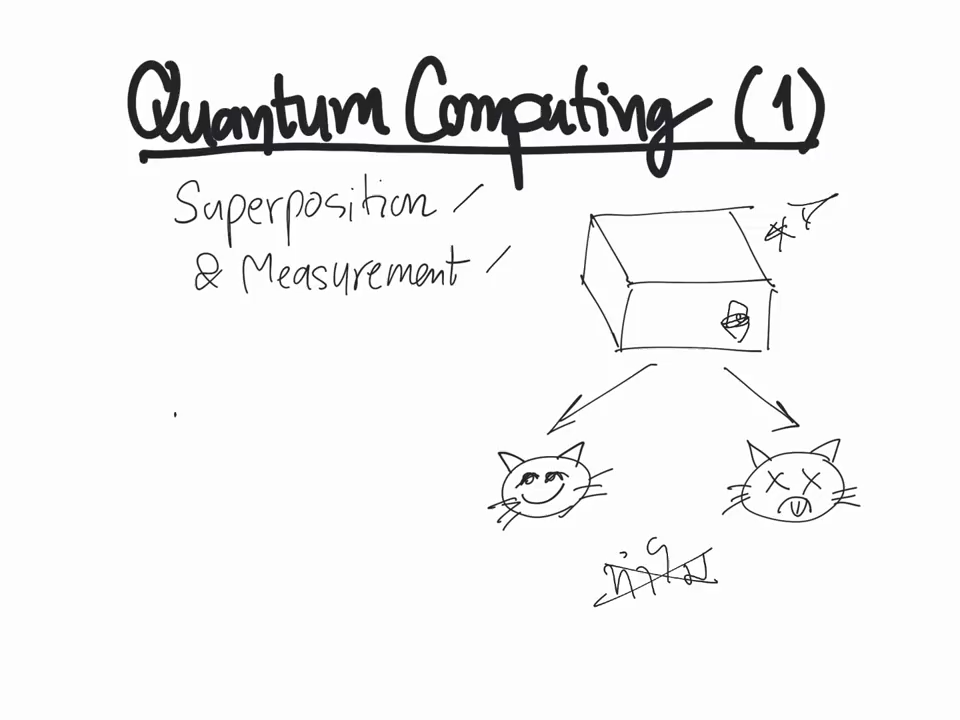 Quantum Computing (1)
Superposition
& Measurement